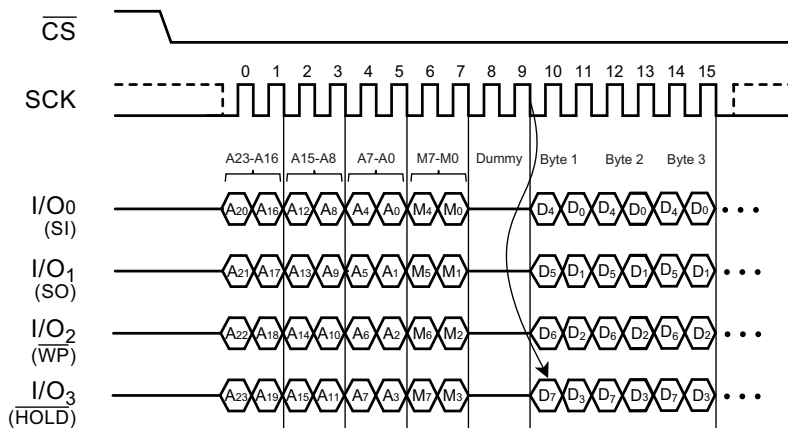 CS
0 1 2 3 4 5 6 7 8 9 10 11 12 13 14 15
SCK
A23-A16 A15-A8 A7-A0 M7-M0 Dummy Byte 1 Byte 2 Byte 3
I/O0 A20 A16 A12 A8 A4 A0 M4 M0 D4 D0 D4 D0 D4 D0
(SI)
I/O1 A21 A17 A13 A9 A5 A1 M5 M1 D5 D1 D5 D1 D5 D1
(SO)
I/O2 A22 A18 A14 A10 A6 A2 M6 M2 D6 D2 D6 D2 D6 D2
(WP)
I/O3 A23 A19 A15 A11 A7 A3 M7 M3 D7 D3 D7 D3 D7 D3
(HOLD)